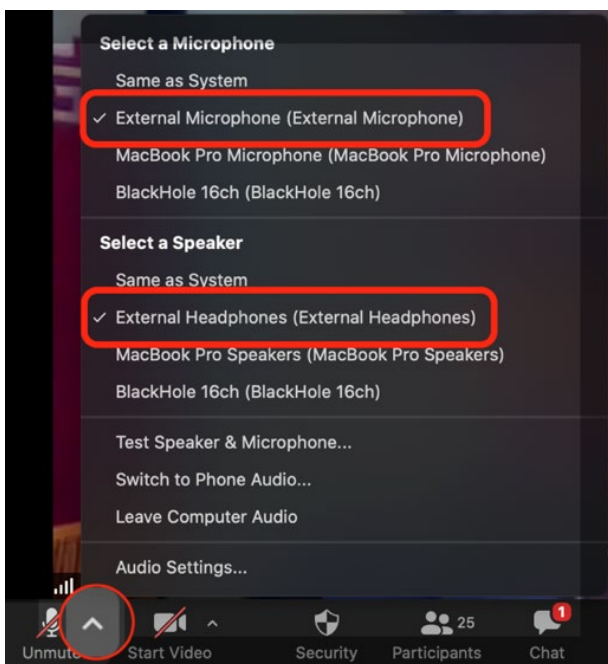 Select a Microphone
Same as System
✓ External Microphone (External Microphone)
MacBook Pro Microphone (MacBook Pro Microphone)
BlackHole 16ch (BlackHole 16ch)
Select a Speaker
Same as System
✓ External Headphones (External Headphones)
MacBook Pro Speakers (MacBook Pro Speakers)
BlackHole 16ch (BlackHole 16ch)
Test Speaker & Microphone...
Switch to Phone Audio...
Leave Computer Audio
Audio Settings...
25
1
Unmute Start Video Security Participants Chat